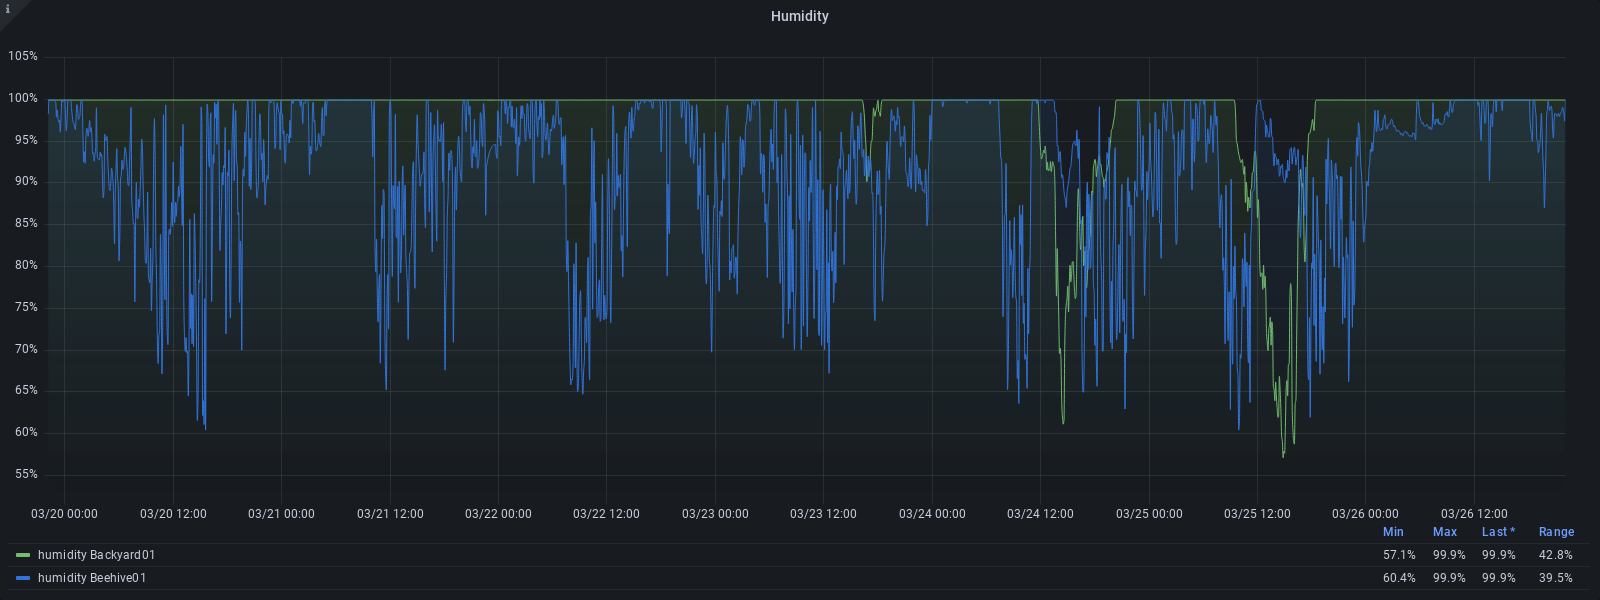 i
Humidity
105%
100%
95%
90%
85%
80%
75%
70%
65%
60%
55%
03/20 00:00 03/20 12:00 03/21 00:00 03/21 12:00 03/22 00:00 03/22 12:00 03/23 00:00 03/23 12:00 03/24 00:00 03/24 12:00 03/25 00:00 03/25 12:00 03/26 00:00 03/26 12:00
Min Max Last * Range
humidity Backyard01 57.1% 99.9% 99.9% 42.8%
humidity Beehive01 60.4% 99.9% 99.9% 39.5%